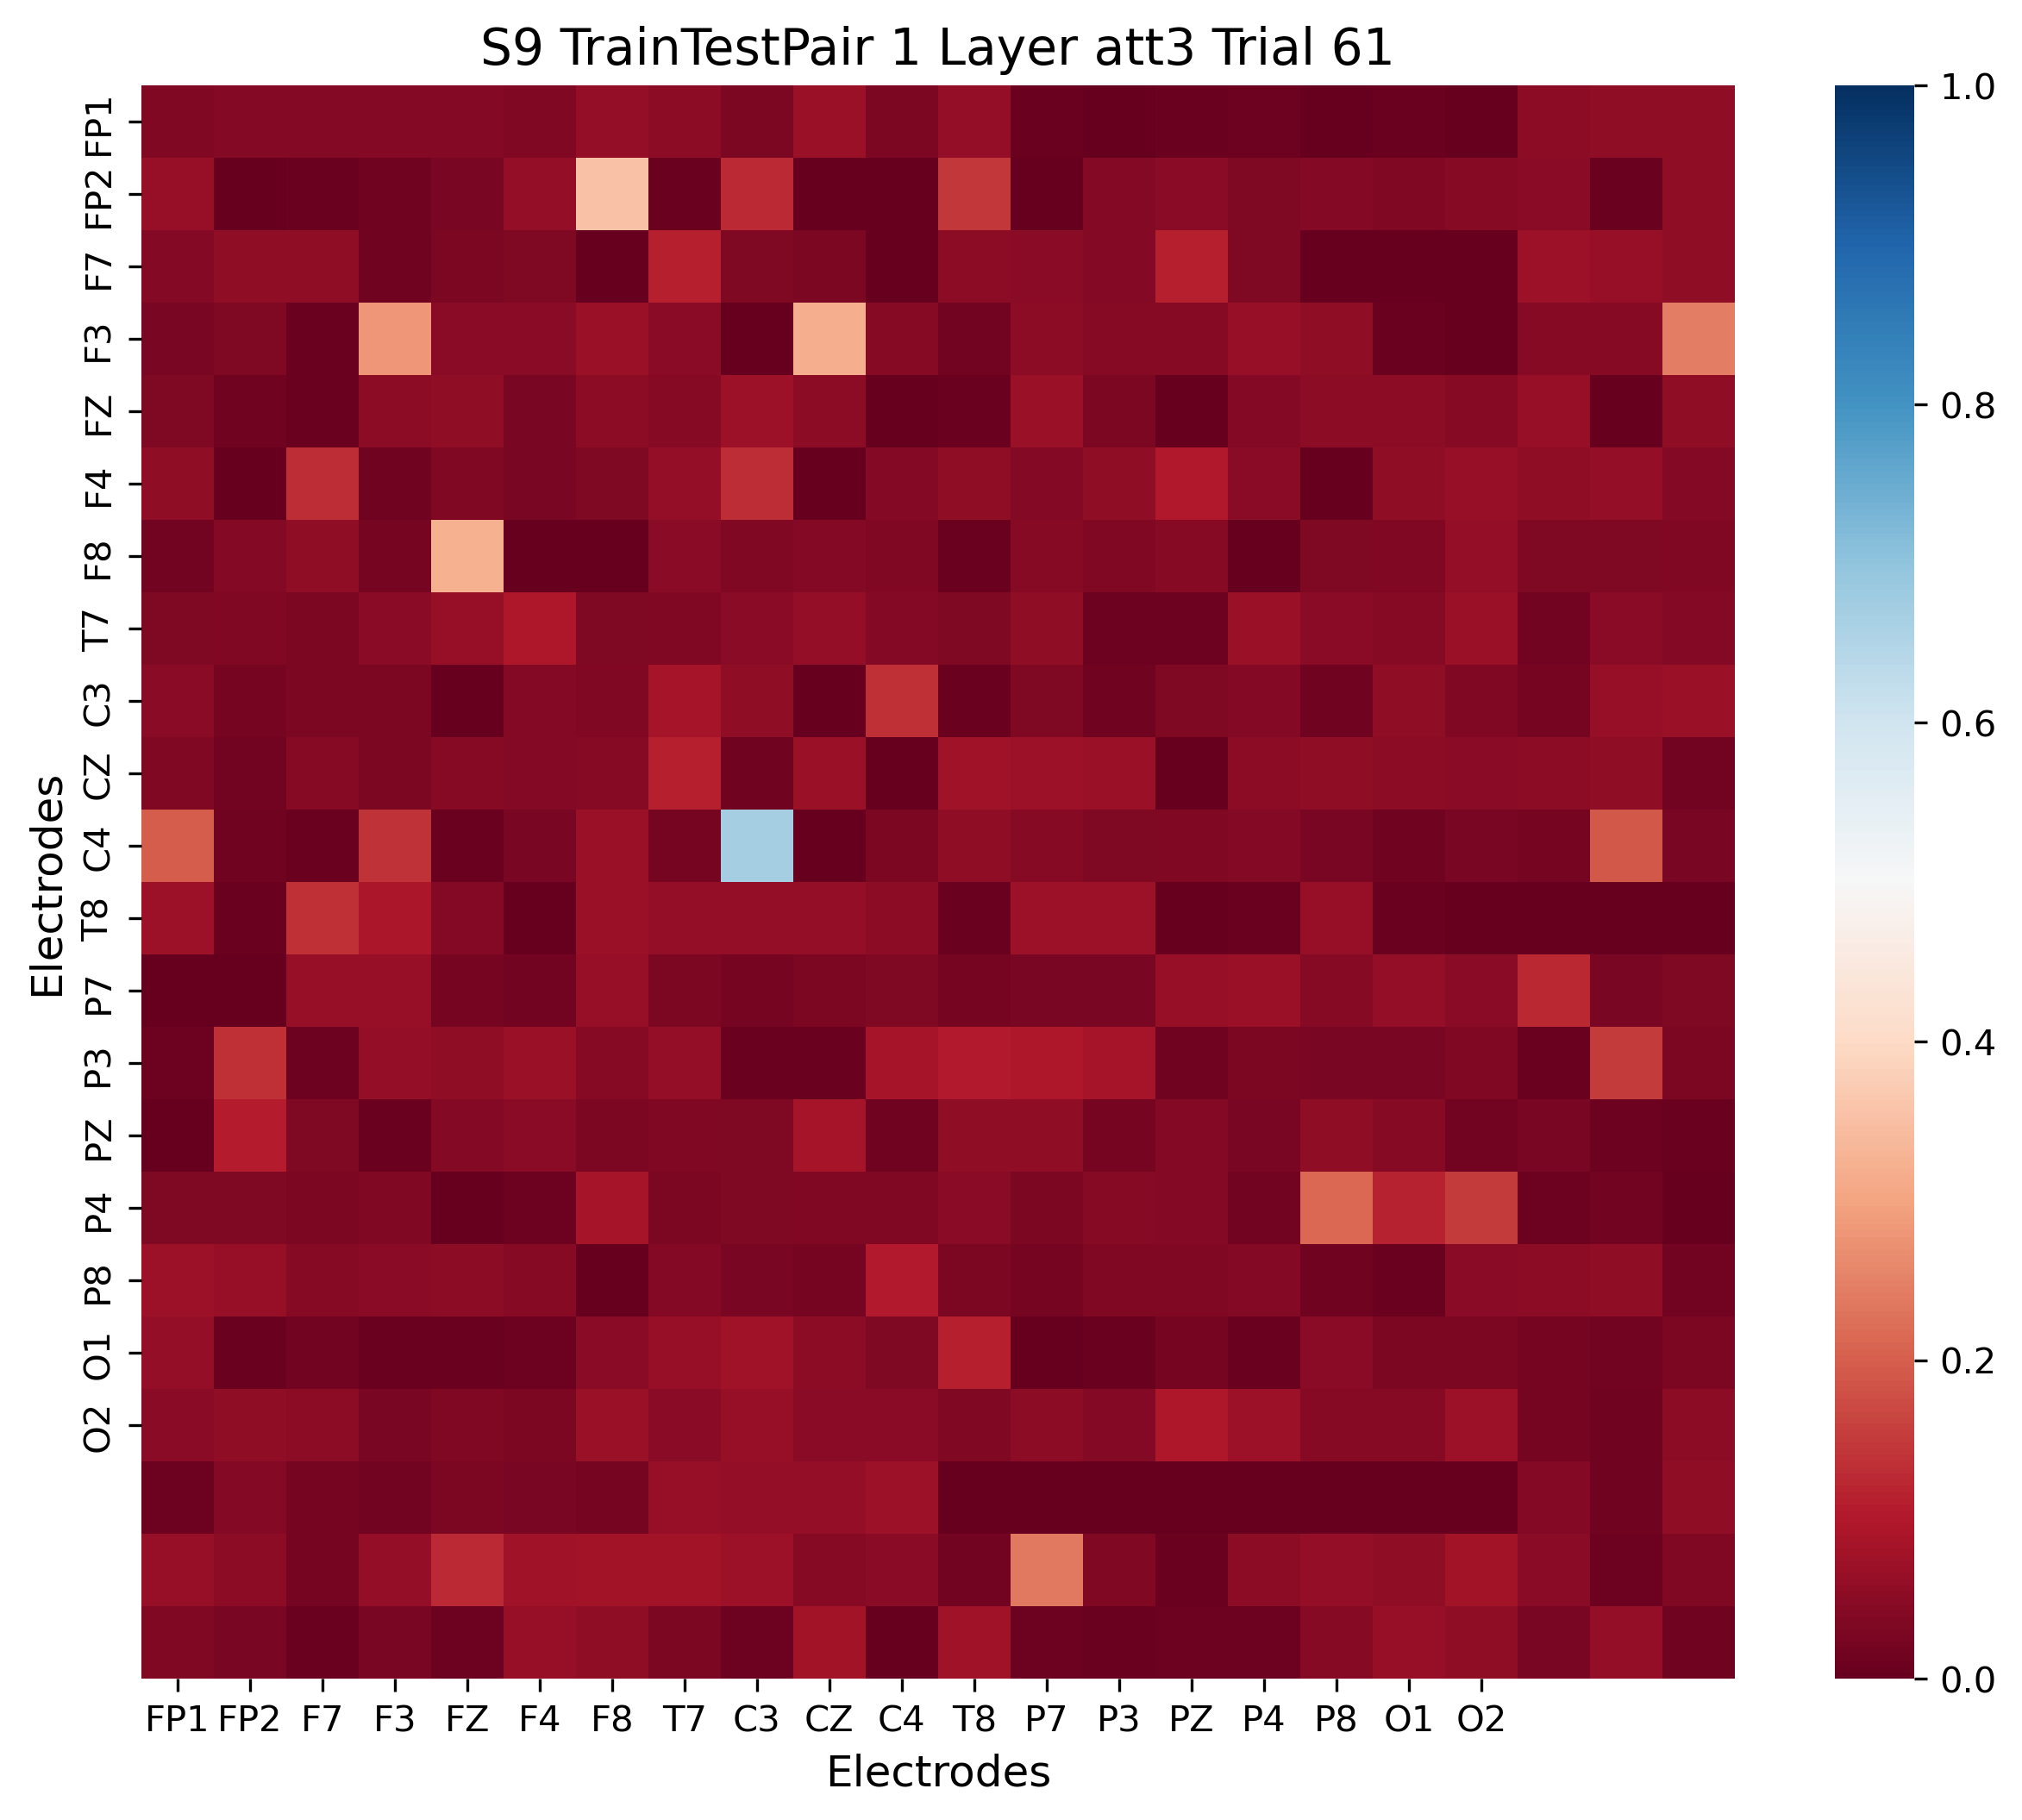 S9 TrainTestPair 1 Layer att3 Trial 61
Electrodes
FP1
FP2
F7
F3
FZ
F4
F8
T7
C3
CZ
C4
T8
P7
P3
PZ
P4
P8
O1
O2
FP1 FP2 F7 F3 FZ F4 F8 T7 C3 CZ C4 T8 P7 P3 PZ P4 P8 O1 O2
Electrodes
1.0
0.8
0.6
0.4
0.2
0.0